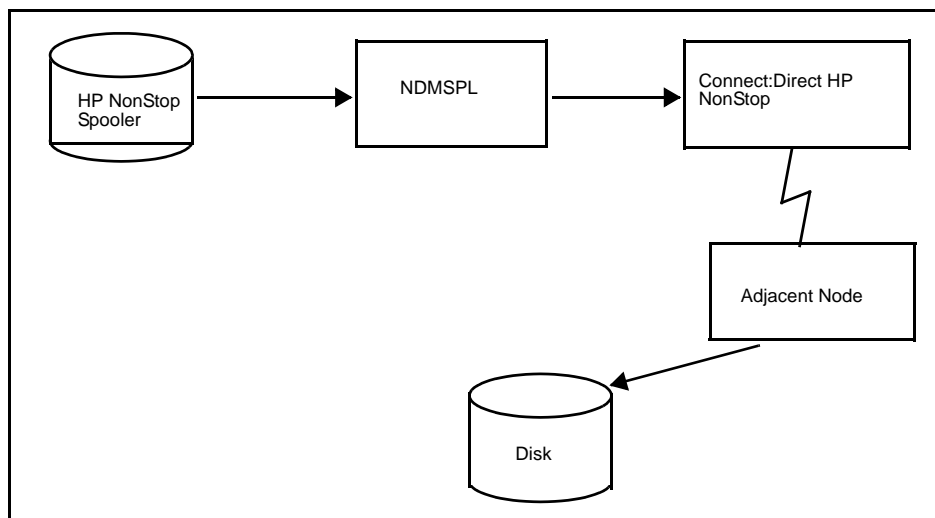 HP NonStop
Spooler
NDMSPL
Connect:Direct HP
NonStop
Adjacent Node
Disk